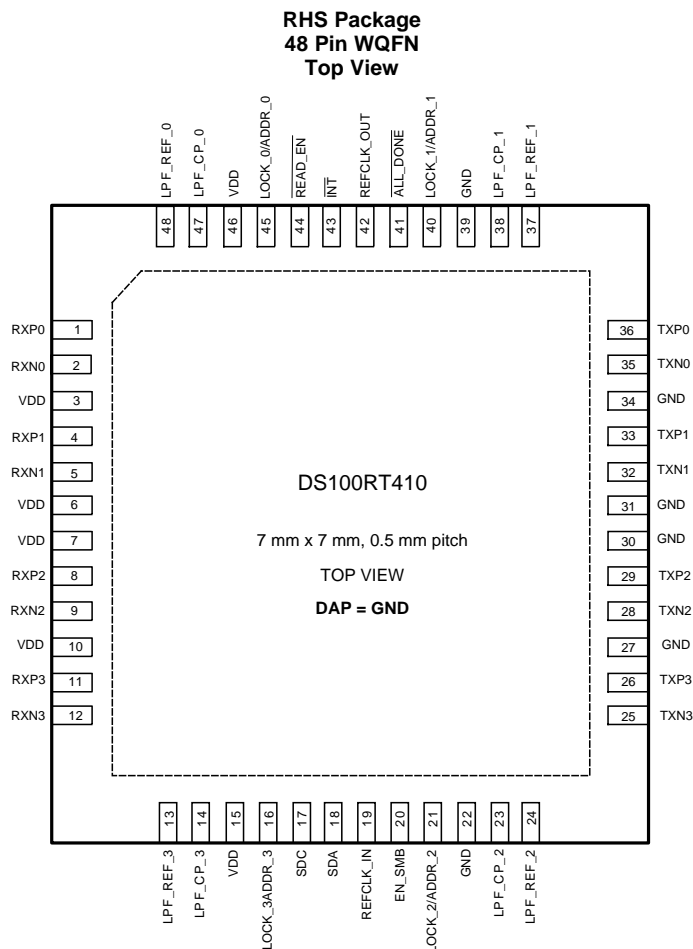 RHS Package
48 Pin WQFN
Top View
LPF_REF_0
LPF_CP_0
VDD
LOCK_0/ADDR_0
READ_EN
INT
REFCLK_OUT
ALL_DONE
LOCK_1/ADDR_1
GND
LPF_CP_1
LPF_REF_1
48
47
46
45
44
43
42
41
40
39
38
37
RXP0 1
RXN0 2
VDD 3
RXP1 4
RXN1 5
VDD 6
VDD 7
RXP2 8
RXN2 9
VDD 10
RXP3 11
RXN3 12
DS100RT410
7 mm x 7 mm, 0.5 mm pitch
TOP VIEW
DAP = GND
36 TXP0
35 TXN0
34 GND
33 TXP1
32 TXN1
31 GND
30 GND
29 TXP2
28 TXN2
27 GND
26 TXP3
25 TXN3
13
14
15
16
17
18
19
20
21
22
23
24
LPF_REF_3
LPF_CP_3
VDD
LOCK_3ADDR_3
SDC
SDA
REFCLK_IN
EN_SMB
LOCK_2/ADDR_2
GND
LPF_CP_2
LPF_REF_2